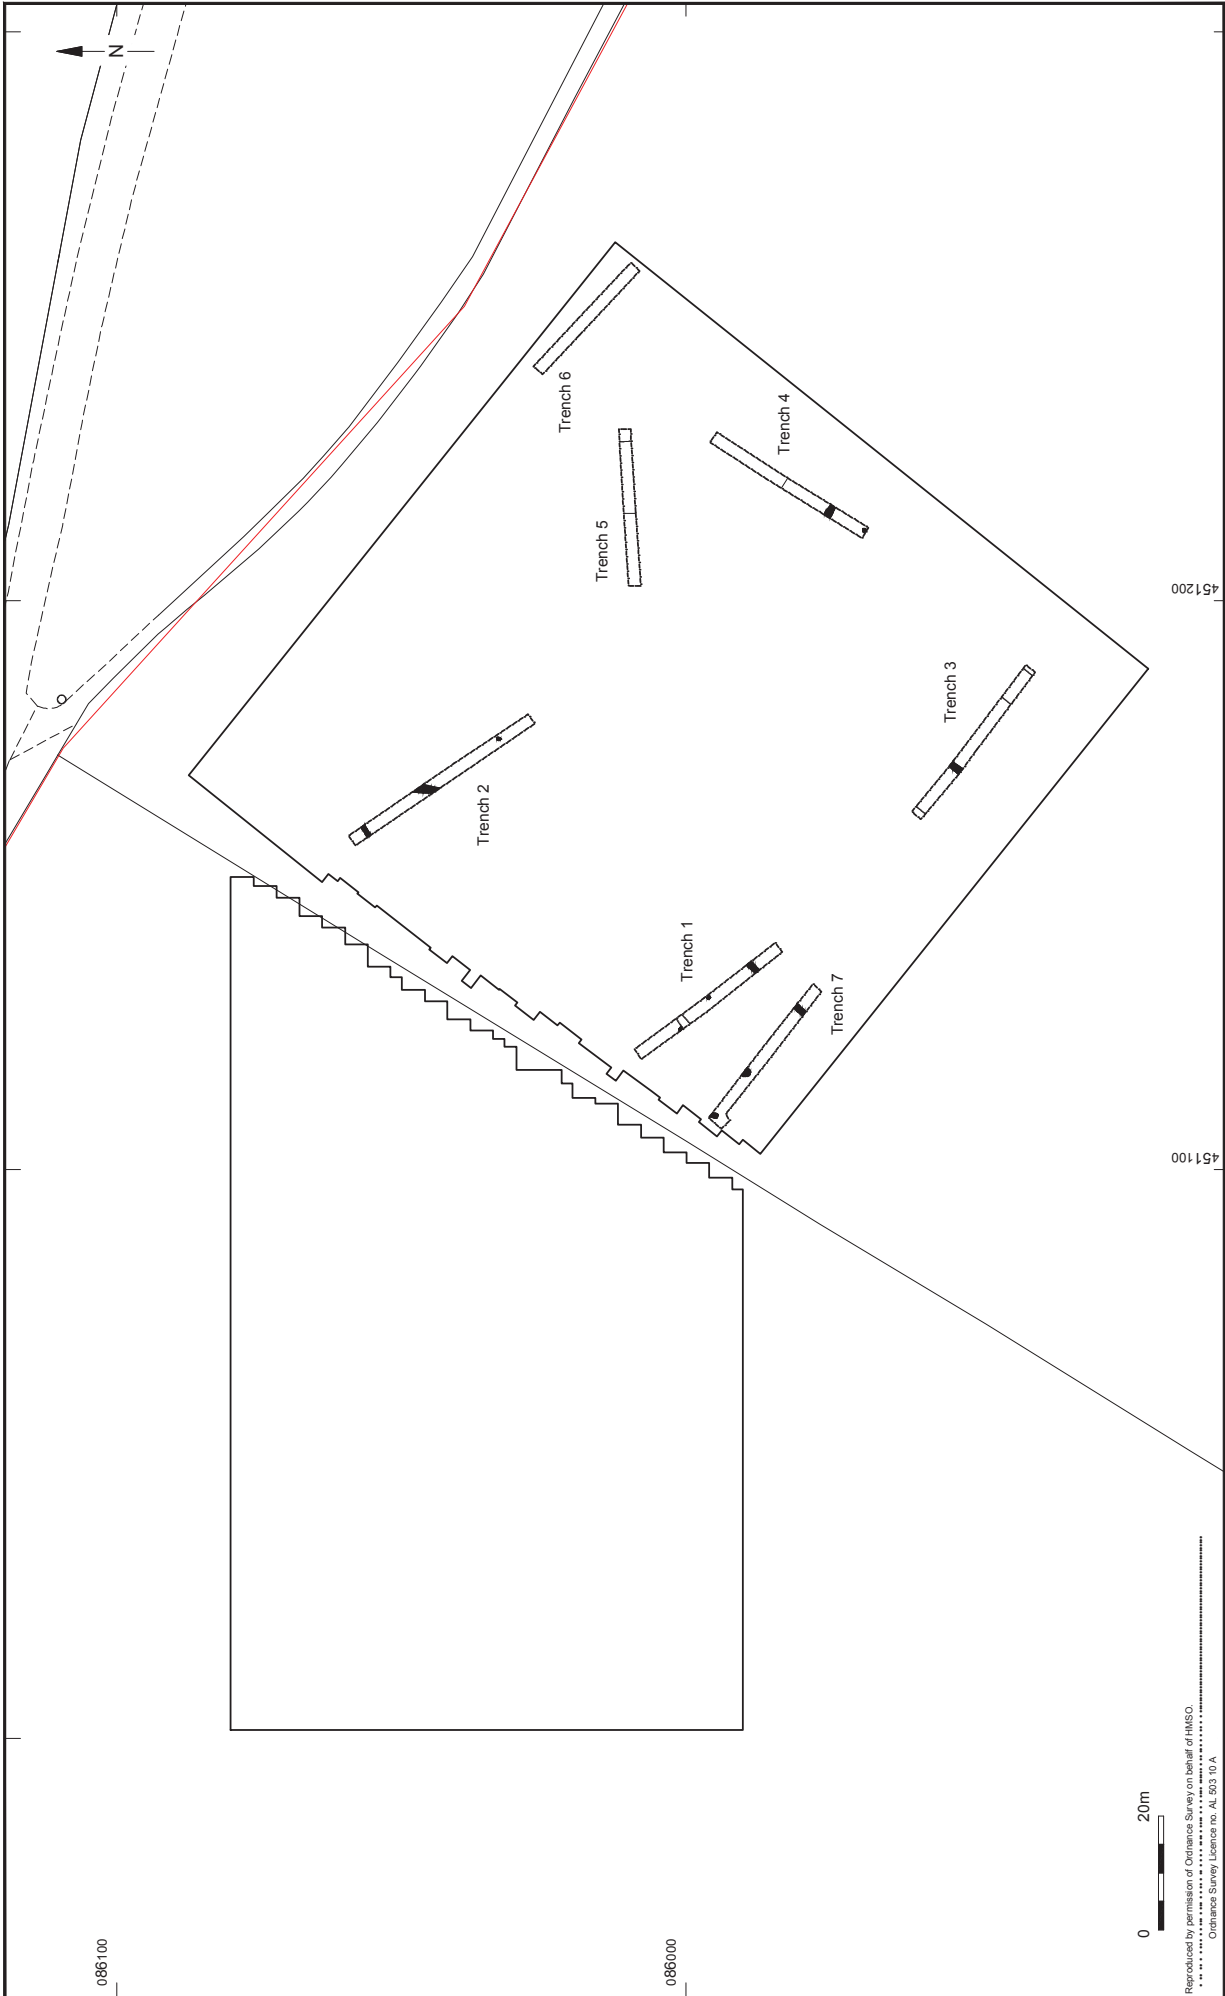 N
Trench 6
Trench 4
Trench 5
Trench 3
Trench 2
Trench 1
Trench 7
451200
451100
086100
086000
0 20m
Reproduced by permission of Ordnance Survey on behalf of HMSO.
Ordnance Survey Licence no. AL 503 10 A